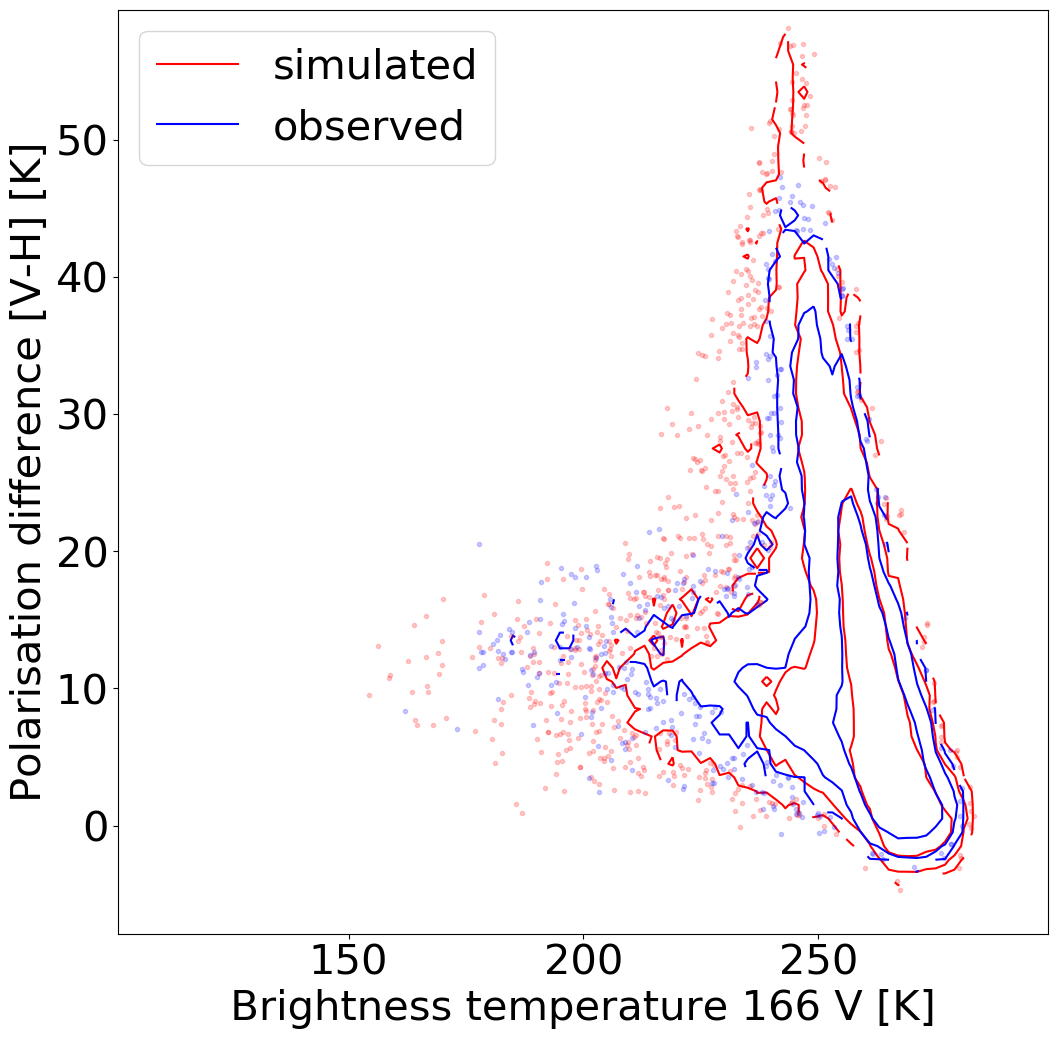 simulated
observed
Polarisation difference [V-H] [K]
50
40
30
20
10
0
150 200 250
Brightness temperature 166 V [K]